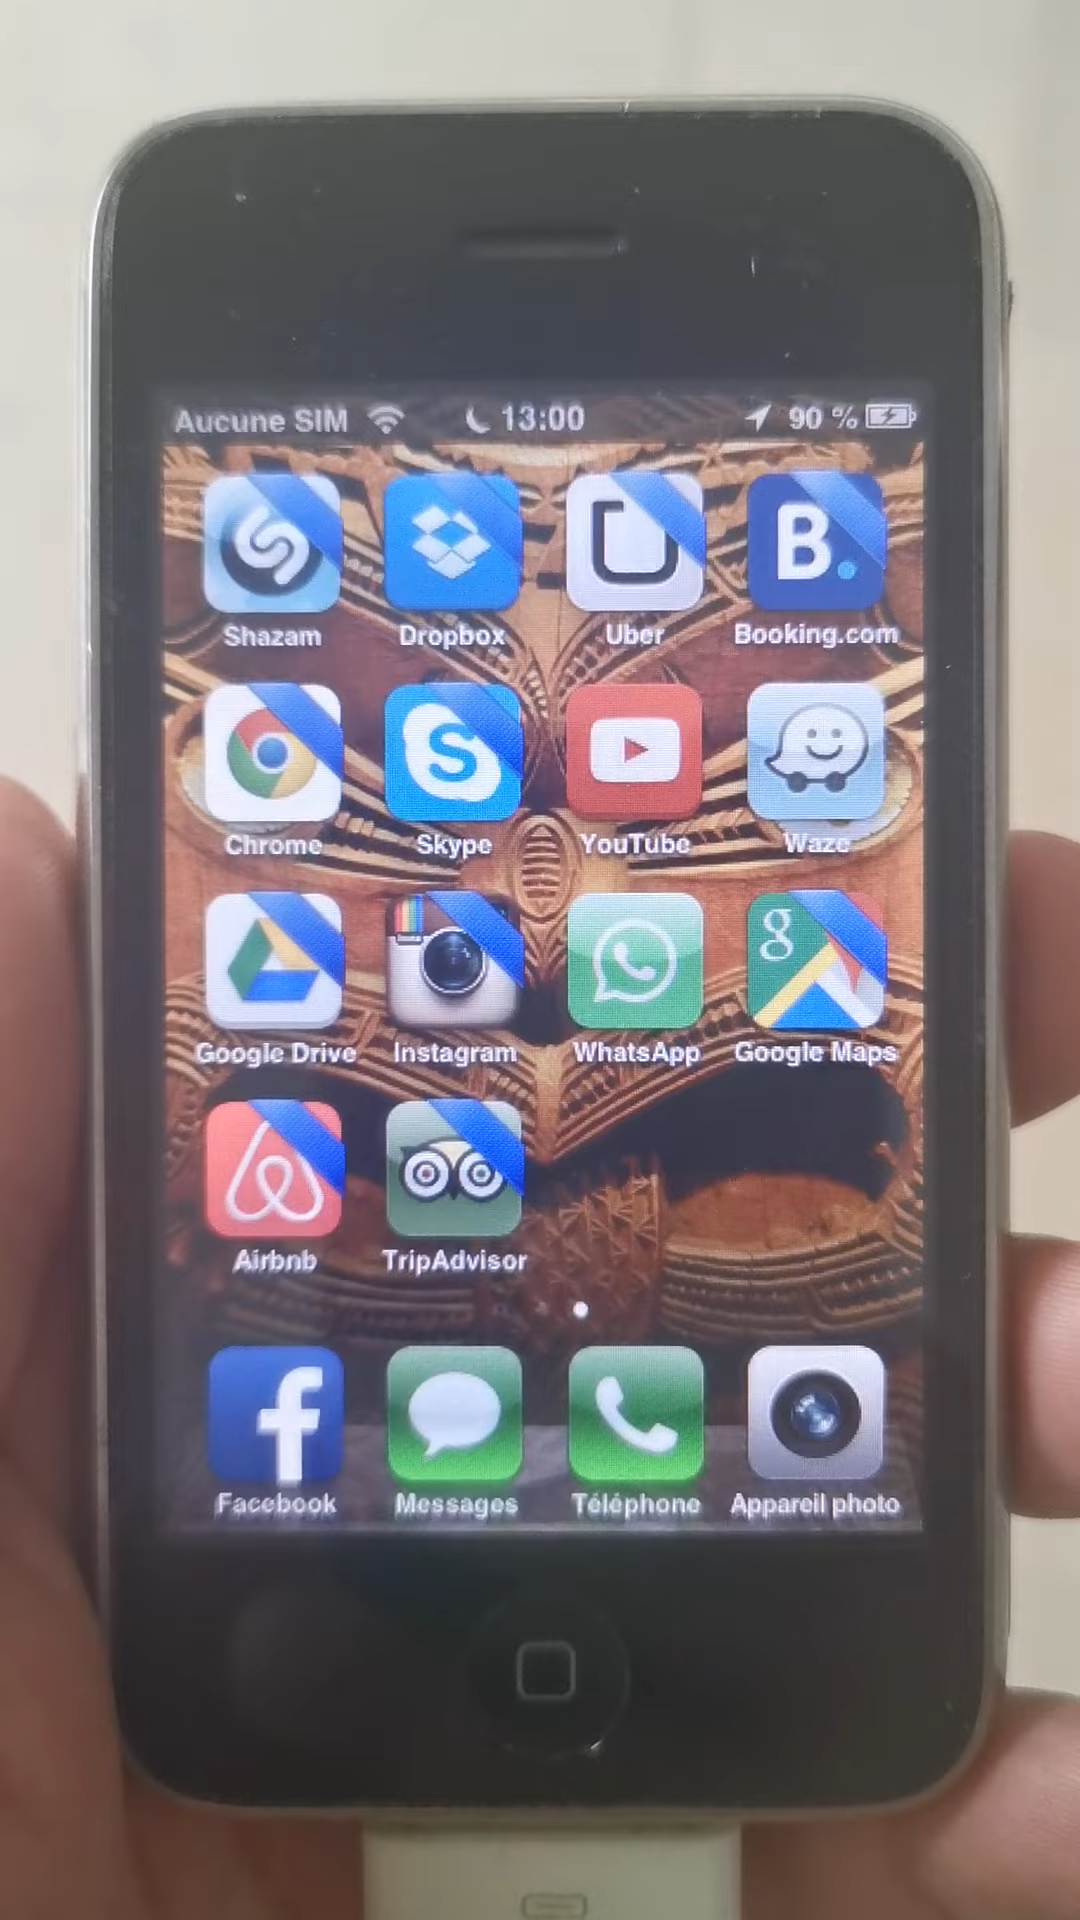 Aucune SIM 13:00 90 %
Shazam Dropbox Uber Booking.com
Chrome Skype YouTube Waze
Google Drive Instagram WhatsApp Google Maps
Airbnb TripAdvisor
Facebook Messages Téléphone Appareil photo